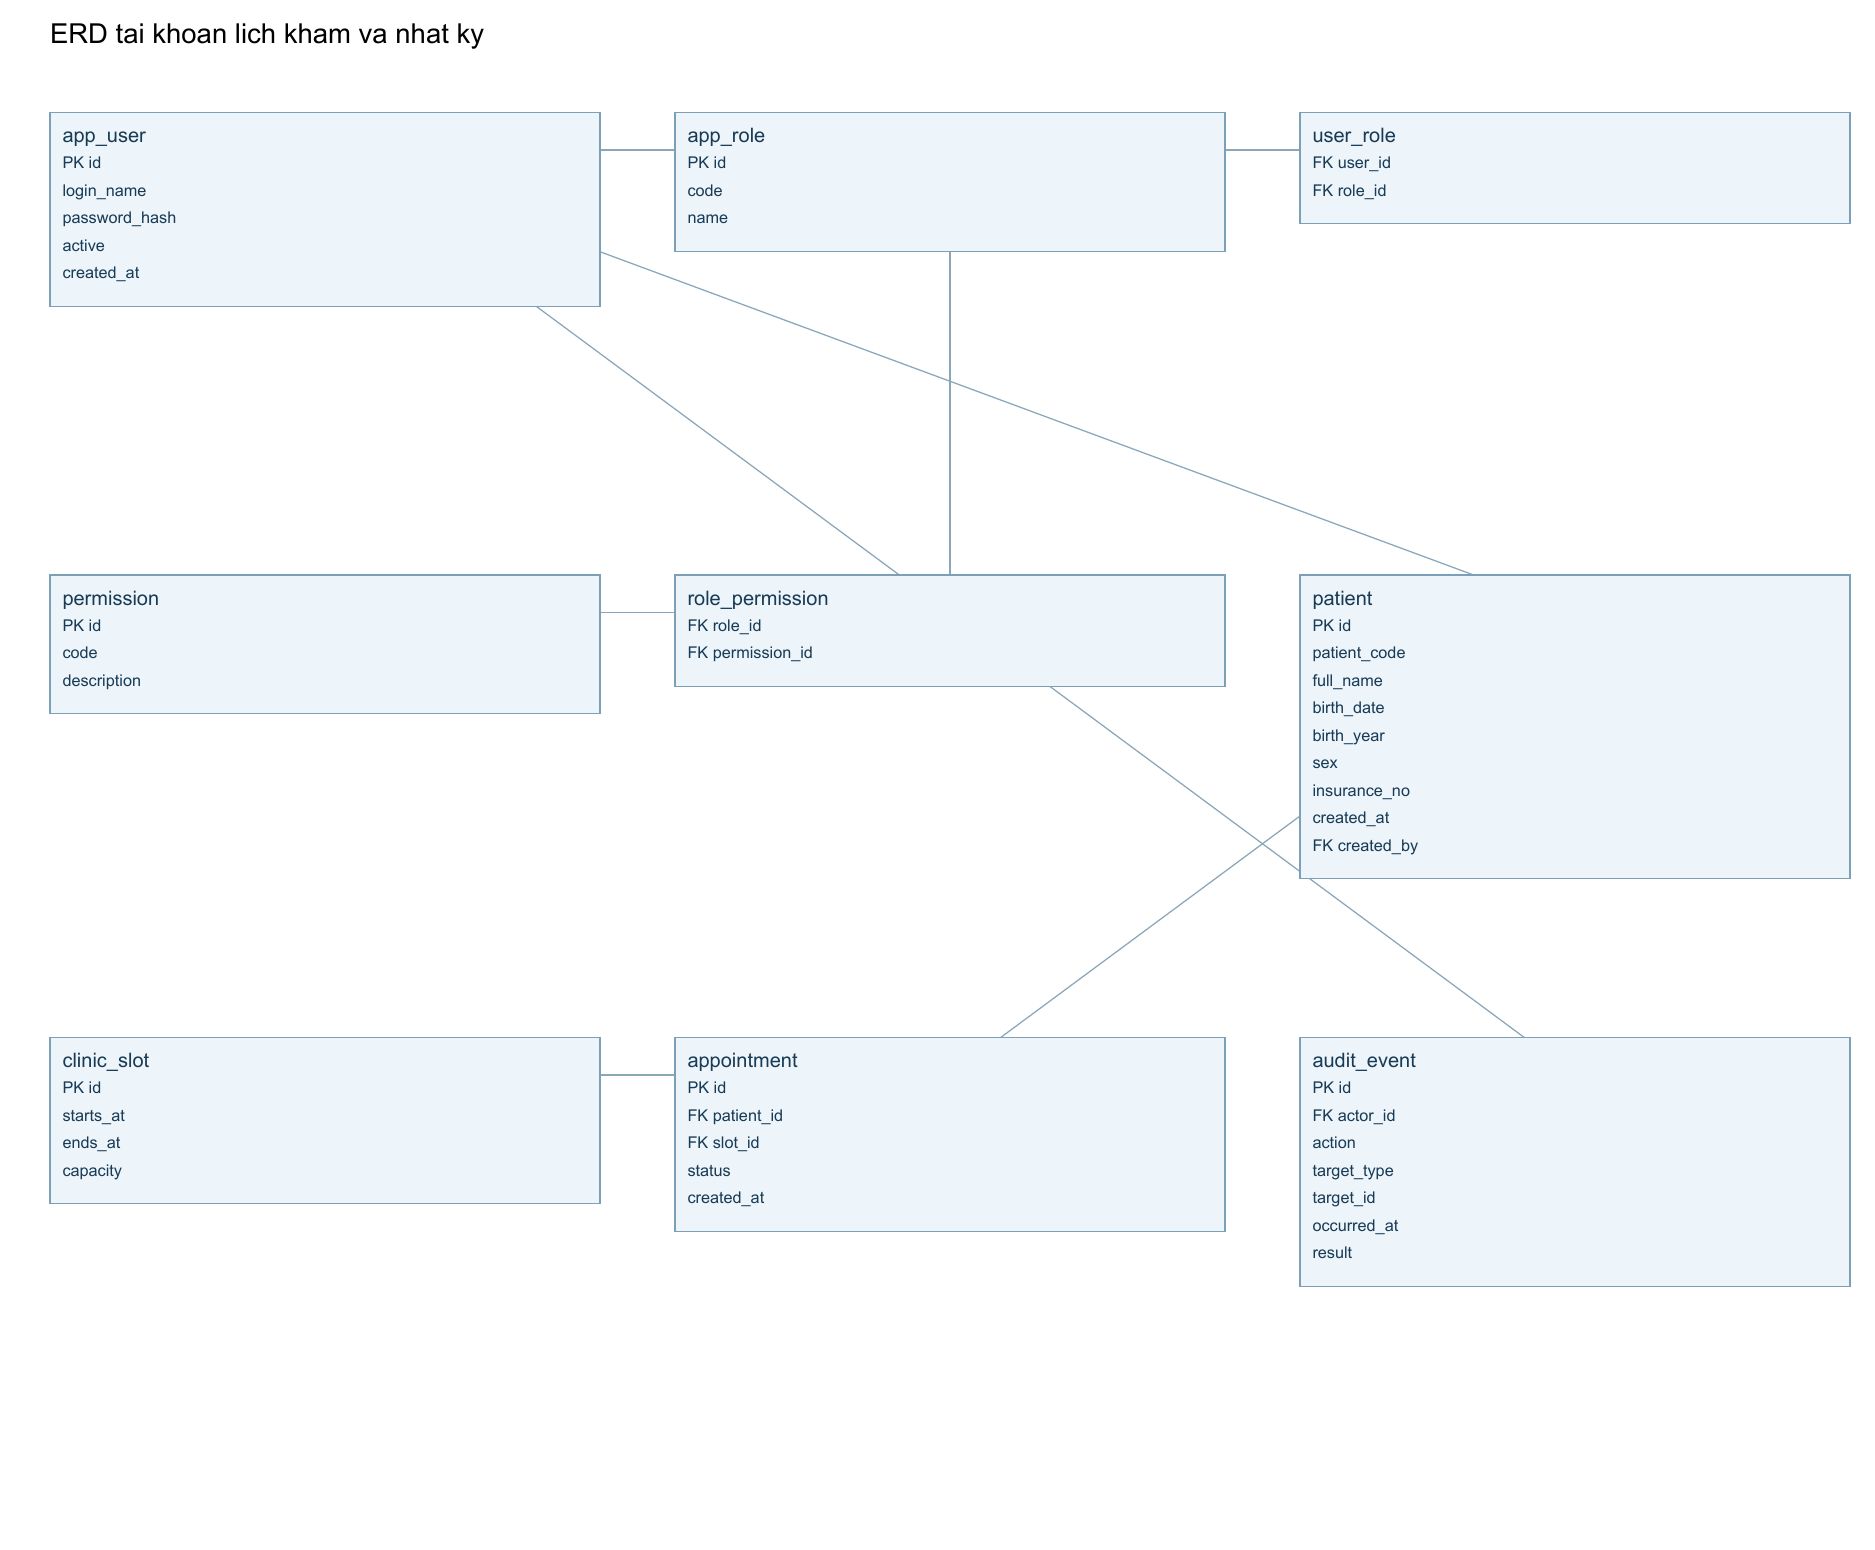 ERD tai khoan lich kham va nhat ky
app_user
PK id
login_name
password_hash
active
created_at
app_role
PK id
code
name
user_role
FK user_id
FK role_id
permission
PK id
code
description
role_permission
FK role_id
FK permission_id
patient
PK id
patient_code
full_name
birth_date
birth_year
sex
insurance_no
created_at
FK created_by
clinic_slot
PK id
starts_at
ends_at
capacity
appointment
PK id
FK patient_id
FK slot_id
status
created_at
audit_event
PK id
FK actor_id
action
target_type
target_id
occurred_at
result